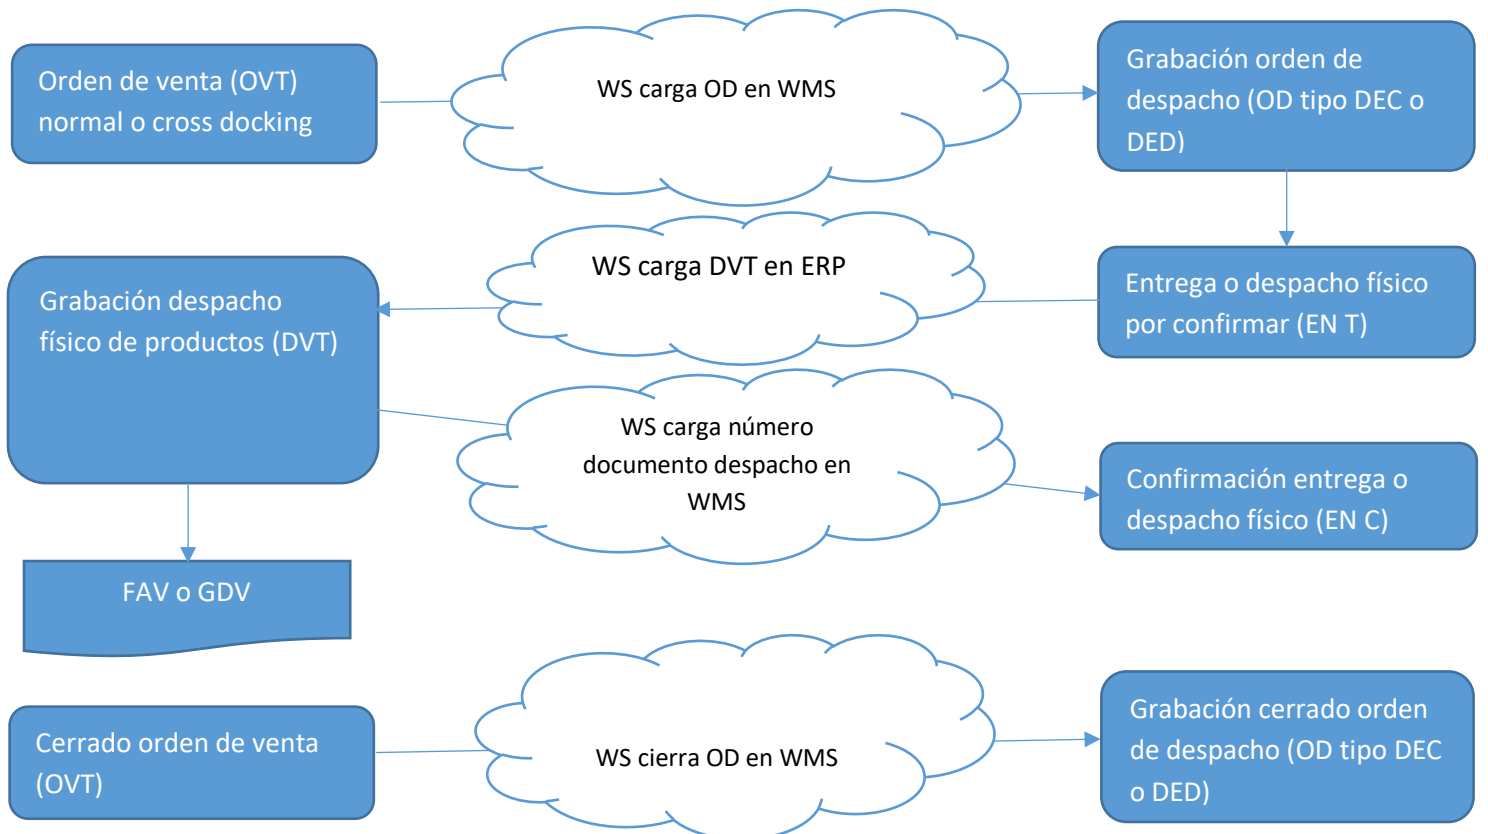 Orden de venta (OVT)
normal o cross docking
WS carga OD en WMS
Grabación orden de
despacho (OD tipo DEC o
DED)
Grabación despacho
físico de productos (DVT)
WS carga DVT en ERP
Entrega o despacho físico
por confirmar (EN T)
WS carga número
documento despacho en
WMS
Confirmación entrega o
despacho físico (EN C)
FAV o GDV
Cerrado orden de venta
(OVT)
WS cierra OD en WMS
Grabación cerrado orden
de despacho (OD tipo DEC
o DED)